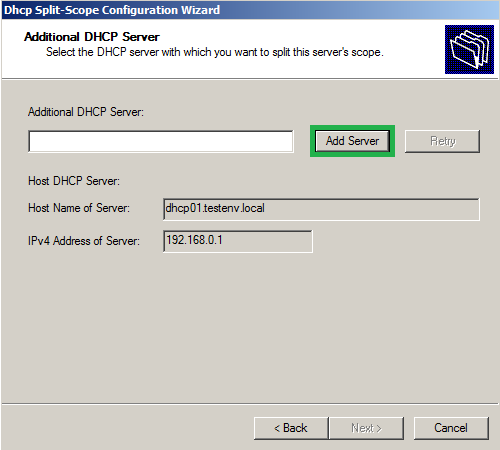 Dhcp Split-Scope Configuration Wizard
Additional DHCP Server
Select the DHCP server with which you want to split this server's scope.
Additional DHCP Server:
Add Server
Retry
Host DHCP Server:
Host Name of Server:
dhcp01.testenv.local
IPv4 Address of Server:
192.168.0.1
< Back
Next >
Cancel